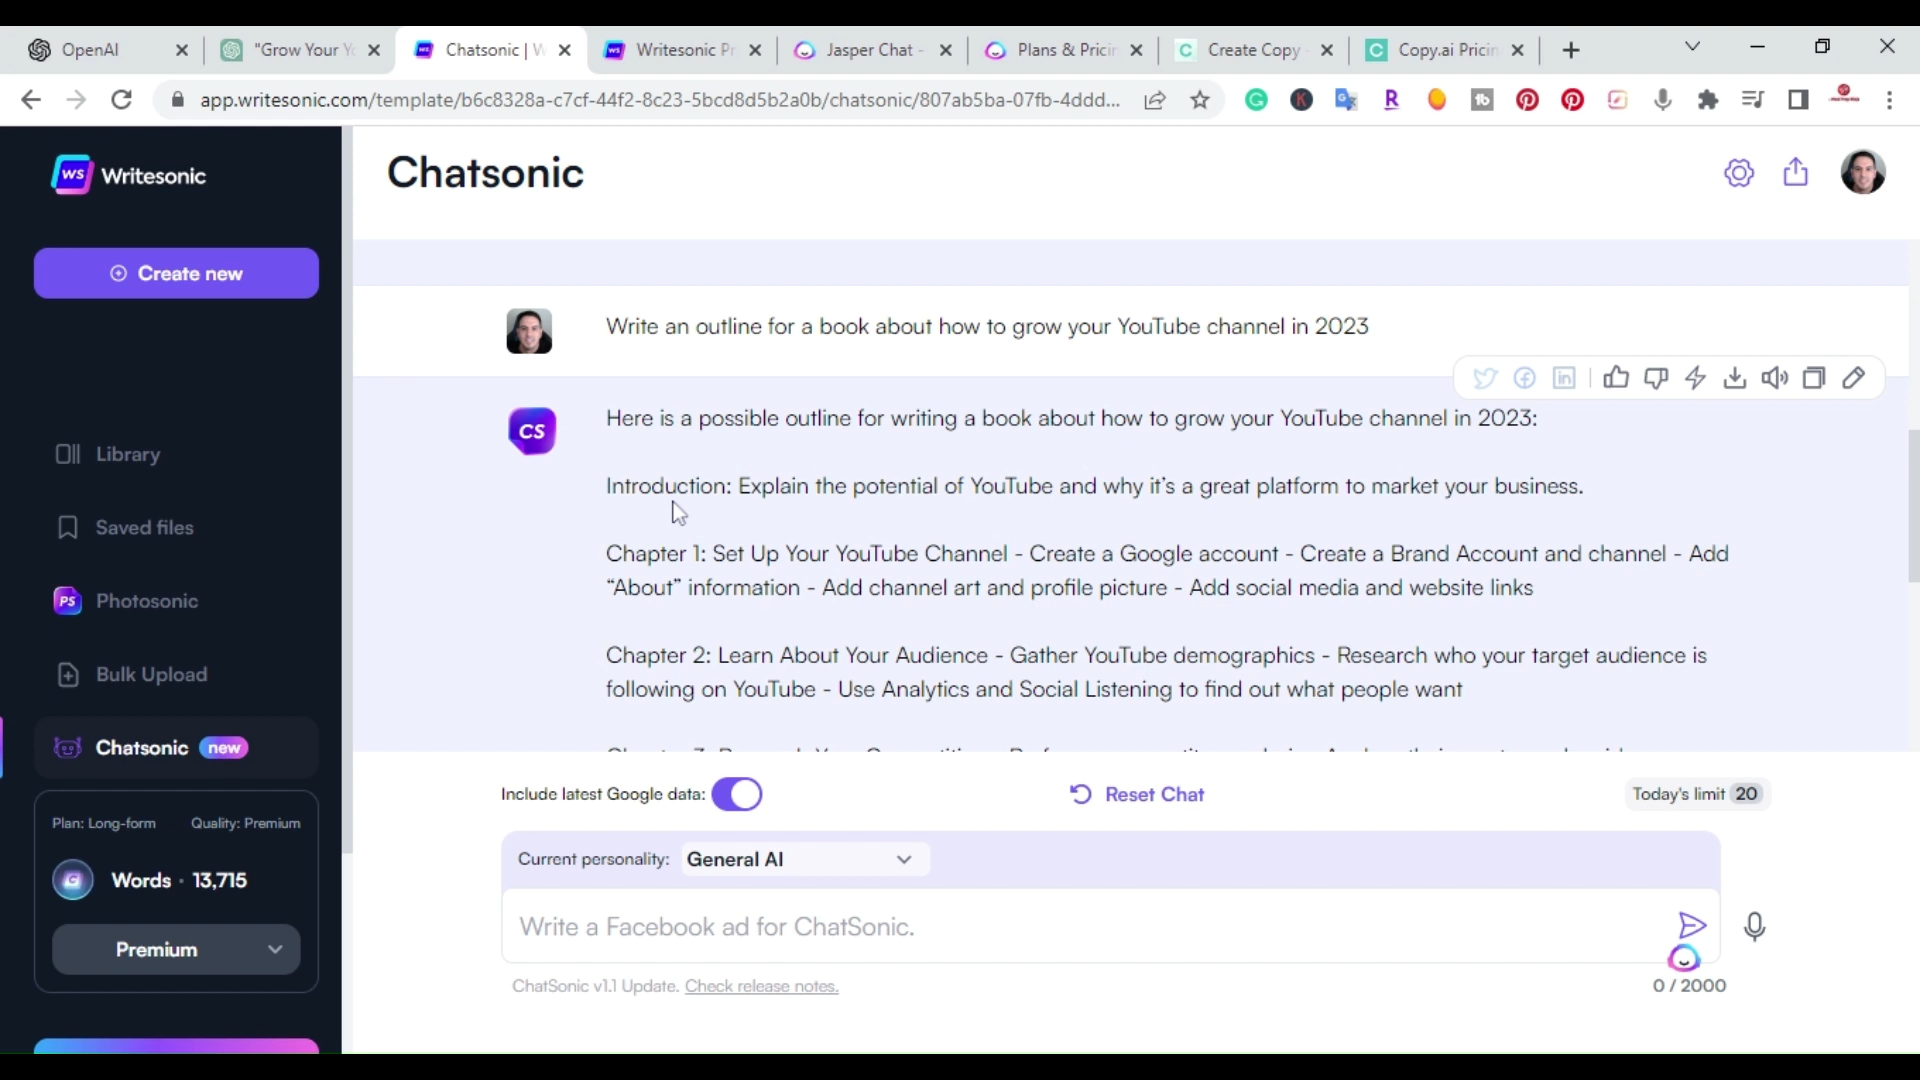 OpenAI
"Grow Your Yo
Chatsonic | W
Writesonic Pr
Jasper Chat -
Plans & Pricin
Create Copy
Copy.ai Pricin
app.writesonic.com/template/b6c8328a-c7cf-44f2-8c23-5bcd8d5b2a0b/chatsonic/807ab5ba-07fb-4ddd...
WS Writesonic
Chatsonic
Create new
Write an outline for a book about how to grow your YouTube channel in 2023
CS
Here is a possible outline for writing a book about how to grow your YouTube channel in 2023:
Introduction: Explain the potential of YouTube and why it's a great platform to market your business.
Chapter 1: Set Up Your YouTube Channel - Create a Google account - Create a Brand Account and channel - Add
“About” information - Add channel art and profile picture - Add social media and website links
Chapter 2: Learn About Your Audience - Gather YouTube demographics - Research who your target audience is
following on YouTube - Use Analytics and Social Listening to find out what people want
Library
Saved files
PS Photosonic
Bulk Upload
Chatsonic new
Plan: Long-form Quality: Premium
Words · 13,715
Premium
Include latest Google data:
Reset Chat
Today's limit 20
Current personality: General AI
Write a Facebook ad for ChatSonic.
ChatSonic v1.1 Update. Check release notes.
0 / 2000